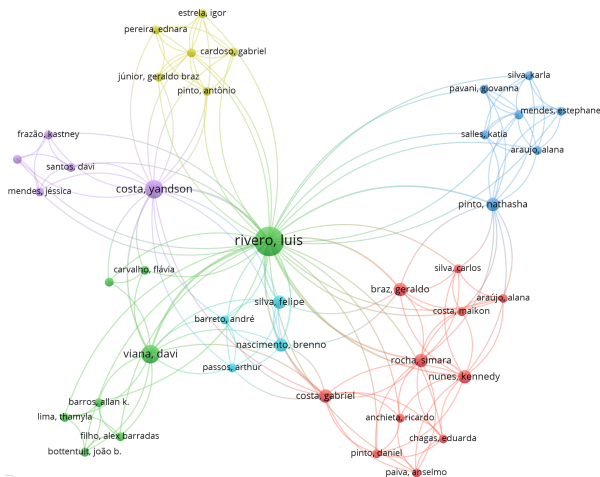 estrela, igor
pereira, ednara
cardoso, gabriel
júnior, geraldo braz
pinto, antônio
silva, karla
pavani, giovanna
mendes, estephane
salles, katia
araujo, alana
frazão, kastney
santos, davi
mendes, jéssica
costa, yandson
pinto, nathasha
rivero, luis
carvalho, flávia
silva, carlos
braz, geraldo
araújo, alana
costa, maikon
silva, felipe
barreto, andré
nascimento, brenno
viana, davi
passos, arthur
rocha, simara
nunes, kennedy
costa, gabriel
barros, allan k.
lima, thamyla
anchieta, ricardo
filho, alex barradas
chagas, eduarda
bottentuit, joão b.
pinto, daniel
paiva, anselmo